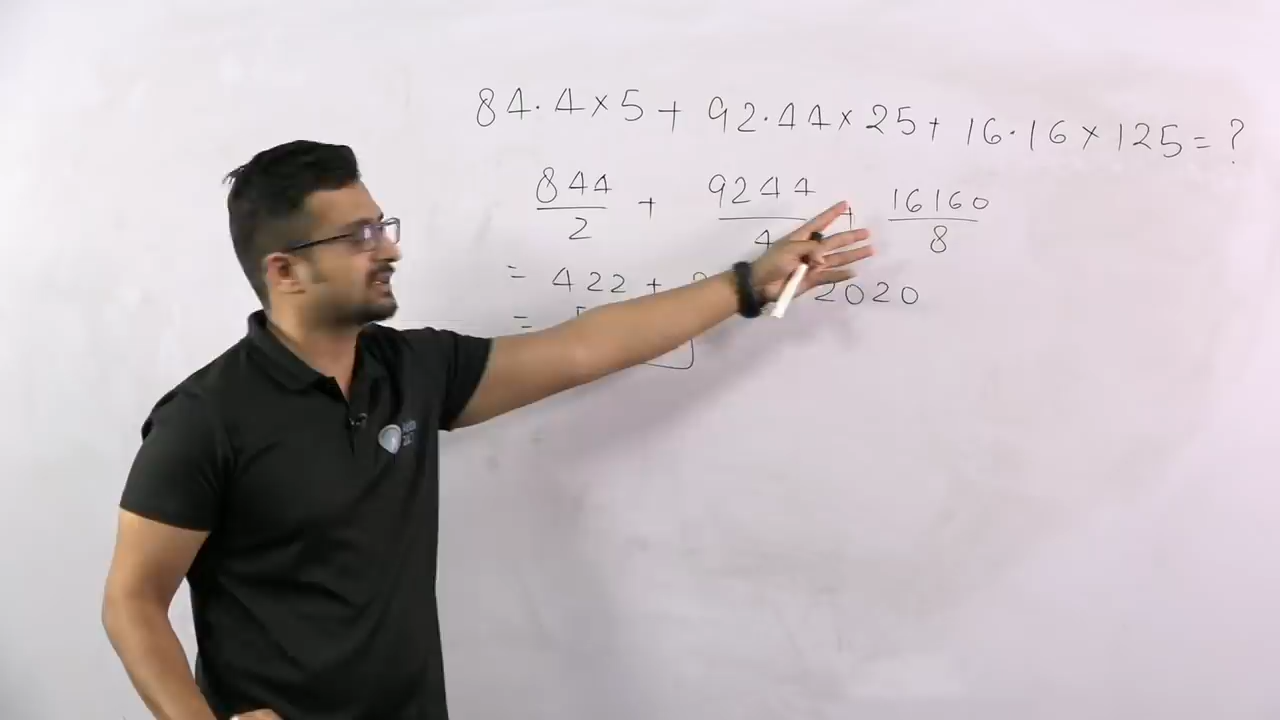 84.4×5 + 92.44×25 + 16.16×125 = ?
844/2 + 9244/4 + 16160/8
= 422 + 2020
=